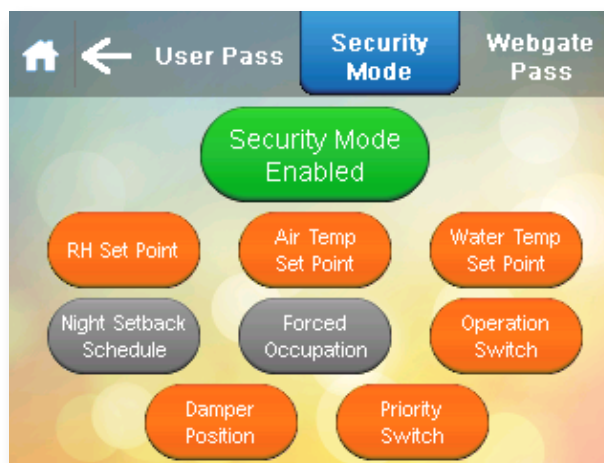 User Pass
Security
Mode
Webgate
Pass
Security Mode
Enabled
RH Set Point
Air Temp
Set Point
Water Temp
Set Point
Night Setback
Schedule
Forced
Occupation
Operation
Switch
Damper
Position
Priority
Switch